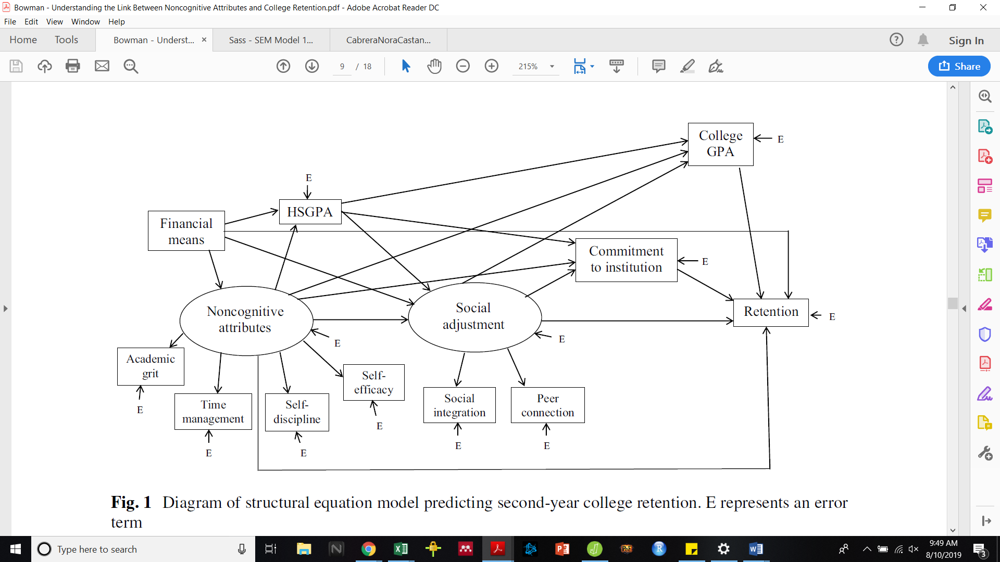 Bowman - Understanding the Link Between Noncognitive Attributes and College Retention.pdf - Adobe Acrobat Reader DC
File Edit View Window Help
Home Tools Bowman - Underst... × Sass - SEM Model 1... CabreraNoraCastan... Sign In
9 / 18 215% Share
College
GPA
E
E
HSGPA
Financial
means
Commitment
to institution
E
Noncognitive
attributes
Social
adjustment
Retention
E
E
E
Academic
grit
Self-
efficacy
Time
management
Self-
discipline
Social
integration
Peer
connection
E
E
E
E
E
E
Fig. 1 Diagram of structural equation model predicting second-year college retention. E represents an error
term
Type here to search
9:49 AM
8/10/2019
3